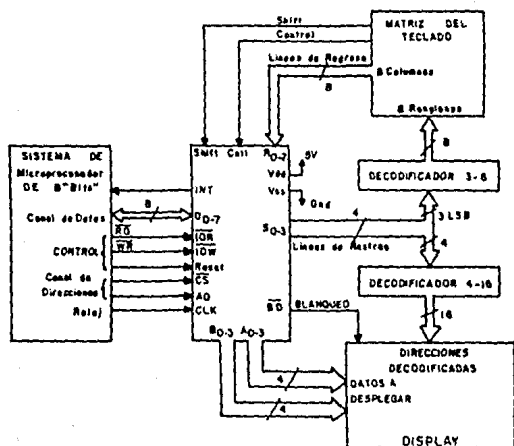 Shift
Control
Lineas de Regreso
8
MATRIZ DEL
TECLADO
8 Columnas
8 Renglones
8
DECODIFICADOR 3-8
3 LSB
4
DECODIFICADOR 4-16
16
SISTEMA DE
Microprocesador
DE 8 "Bits"
Canal de Datos
8
CONTROL
RD
WR
Canal de
Direcciones
Reloj
Shift Cntl R0-7
Vdd
5V
Vss
Gnd
INT
D0-7
IOR
IOW
Reset
CS
A0
CLK
S0-3
4
Lineas de Rastreo
BD
BLANQUEO
B0-3 A0-3
4
4
DIRECCIONES
DECODIFICADAS
DATOS A
DESPLEGAR
DISPLAY